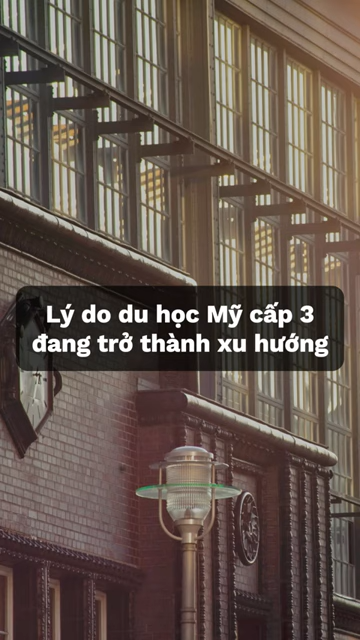 Lý do du học Mỹ cấp 3
đang trở thành xu hướng